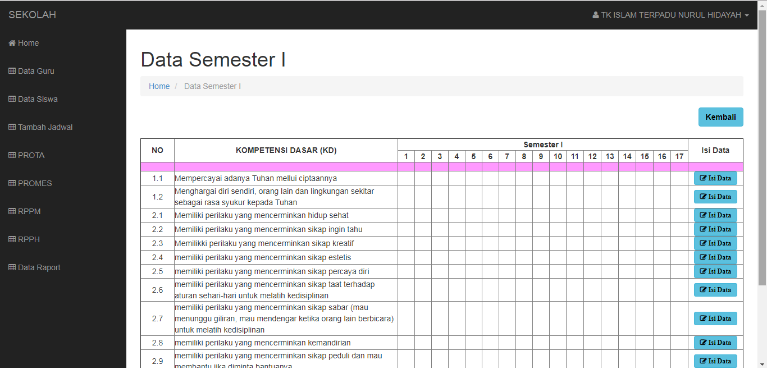 SEKOLAH
TK ISLAM TERPADU NURUL HIDAYAH
Home
Data Guru
Data Siswa
Tambah Jadwal
PROTA
PROMES
RPPM
RPPH
Data Raport
Data Semester I
Home / Data Semester I
Kembali
NO KOMPETENSI DASAR (KD) Semester I Isi Data
1 2 3 4 5 6 7 8 9 10 11 12 13 14 15 16 17
1.1 Mempercayai adanya Tuhan mellui ciptaannya Isi Data
1.2 Menghargai diri sendiri, orang lain dan lingkungan sekitar
sebagai rasa syukur kepada Tuhan Isi Data
2.1 Memiliki perilaku yang mencerminkan hidup sehat Isi Data
2.2 Memiliki perilaku yang mencerminkan sikap ingin tahu Isi Data
2.3 Memilikki perilaku yang mencerminkan sikap kreatif Isi Data
2.4 memiliki perilaku yang mencerminkan sikap estetis Isi Data
2.5 memiliki perilaku yang mencerminkan sikap percaya diri Isi Data
2.6 memiliki perilaku yang mencerminkan sikap taat terhadap
aturan sehari-hari untuk melatih kedisiplinan Isi Data
2.7 memiliki perilaku yang mencerminkan sikap sabar (mau
menunggu giliran, mau mendengar ketika orang lain berbicara)
untuk melatih kedisiplinan Isi Data
2.8 memiliki perilaku yang mencerminkan kemandirian Isi Data
2.9 memiliki perilaku yang mencerminkan sikap peduli dan mau
membantu jika diminta bantuanya Isi Data